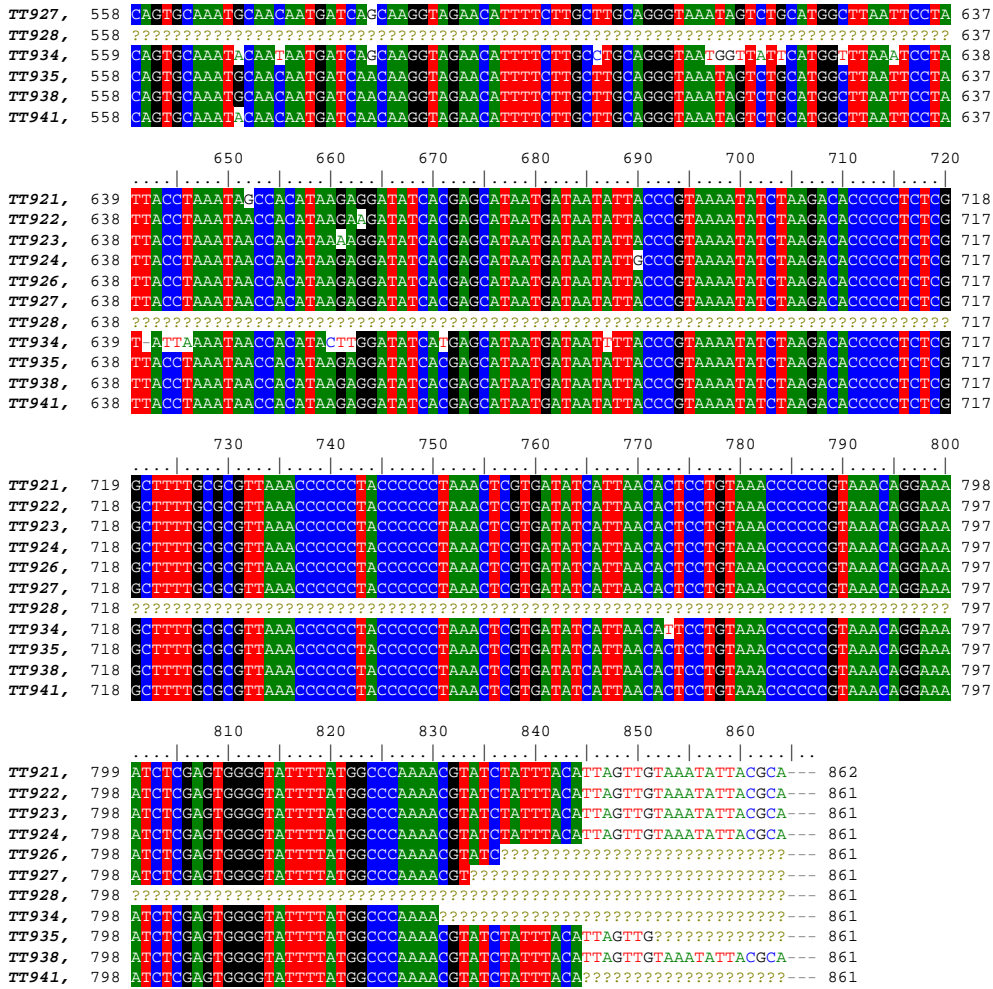 TT927, 558 CAGTGCAAATGCAACAATGATCAGCAAGGTAGAACATTTTCTTGCTTGCAGGGTAAATAGTCTGCATGGCTTAATTCCTA 637
TT928, 558 ???????????????????????????????????????????????????????????????????????????????? 637
TT934, 559 CAGTGCAAATACAATAATGATCAGCAAGGTAGAACATTTTCTTGCCTGCAGGGTAATGGTTATTCATGGTTTAAATCCTA 638
TT935, 558 CAGTGCAAATGCAACAATGATCAACAAGGTAGAACATTTTCTTGCTTGCAGGGTAAATAGTCTGCATGGCTTAATTCCTA 637
TT938, 558 CAGTGCAAATGCAACAATGATCAACAAGGTAGAACATTTTCTTGCTTGCAGGGTAAATAGTCTGCATGGCTTAATTCCTA 637
TT941, 558 CAGTGCAAATACAACAATGATCAACAAGGTAGAACATTTTCTTGCTTGCAGGGTAAATAGTCTGCATGGCTTAATTCCTA 637
650 660 670 680 690 700 710 720
TT921, 639 TTACCTAAATAGCCACATAAGAGGATATCACGAGCATAATGATAATATTACCCGTAAAATATCTAAGACACCCCCTCTCG 718
TT922, 638 TTACCTAAATAACCACATAAGAAGATATCACGAGCATAATGATAATATTACCCGTAAAATATCTAAGACACCCCCTCTCG 717
TT923, 638 TTACCTAAATAACCACATAAAAGGATATCACGAGCATAATGATAATATTACCCGTAAAATATCTAAGACACCCCCTCTCG 717
TT924, 638 TTACCTAAATAACCACATAAGAGGATATCACGAGCATAATGATAATATTGCCCGTAAAATATCTAAGACACCCCCTCTCG 717
TT926, 638 TTACCTAAATAACCACATAAGAGGATATCACGAGCATAATGATAATATTACCCGTAAAATATCTAAGACACCCCCTCTCG 717
TT927, 638 TTACCTAAATAACCACATAAGAGGATATCACGAGCATAATGATAATATTACCCGTAAAATATCTAAGACACCCCCTCTCG 717
TT928, 638 ???????????????????????????????????????????????????????????????????????????????? 717
TT934, 639 T-ATTAAAATAACCACATACTTGGATATCATGAGCATAATGATAATTTTACCCGTAAAATATCTAAGACACCCCCTCTCG 717
TT935, 638 TTACCTAAATAACCACATAAGAGGATATCACGAGCATAATGATAATATTACCCGTAAAATATCTAAGACACCCCCTCTCG 717
TT938, 638 TTACCTAAATAACCACATAAGAGGATATCACGAGCATAATGATAATATTACCCGTAAAATATCTAAGACACCCCCTCTCG 717
TT941, 638 TTACCTAAATAACCACATAAGAGGATATCACGAGCATAATGATAATATTACCCGTAAAATATCTAAGACACCCCCTCTCG 717
730 740 750 760 770 780 790 800
TT921, 719 GCTTTTGCGCGTTAAACCCCCCTACCCCCCTAAACTCGTGATATCATTAACACTCCTGTAAACCCCCCGTAAACAGGAAA 798
TT922, 718 GCTTTTGCGCGTTAAACCCCCCTACCCCCCTAAACTCGTGATATCATTAACACTCCTGTAAACCCCCCGTAAACAGGAAA 797
TT923, 718 GCTTTTGCGCGTTAAACCCCCCTACCCCCCTAAACTCGTGATATCATTAACACTCCTGTAAACCCCCCGTAAACAGGAAA 797
TT924, 718 GCTTTTGCGCGTTAAACCCCCCTACCCCCCTAAACTCGTGATATCATTAACACTCCTGTAAACCCCCCGTAAACAGGAAA 797
TT926, 718 GCTTTTGCGCGTTAAACCCCCCTACCCCCCTAAACTCGTGATATCATTAACACTCCTGTAAACCCCCCGTAAACAGGAAA 797
TT927, 718 GCTTTTGCGCGTTAAACCCCCCTACCCCCCTAAACTCGTGATATCATTAACACTCCTGTAAACCCCCCGTAAACAGGAAA 797
TT928, 718 ???????????????????????????????????????????????????????????????????????????????? 797
TT934, 718 GCTTTTGCGCGTTAAACCCCCCTACCCCCCTAAACTCGTGATATCATTAACATTCCTGTAAACCCCCCGTAAACAGGAAA 797
TT935, 718 GCTTTTGCGCGTTAAACCCCCCTACCCCCCTAAACTCGTGATATCATTAACACTCCTGTAAACCCCCCGTAAACAGGAAA 797
TT938, 718 GCTTTTGCGCGTTAAACCCCCCTACCCCCCTAAACTCGTGATATCATTAACACTCCTGTAAACCCCCCGTAAACAGGAAA 797
TT941, 718 GCTTTTGCGCGTTAAACCCCCCTACCCCCCTAAACTCGTGATATCATTAACACTCCTGTAAACCCCCCGTAAACAGGAAA 797
810 820 830 840 850 860
TT921, 799 ATCTCGAGTGGGGTATTTTATGGCCCAAAACGTATCTATTTACATTAGTTGTAAATATTACGCA--- 862
TT922, 798 ATCTCGAGTGGGGTATTTTATGGCCCAAAACGTATCTATTTACATTAGTTGTAAATATTACGCA--- 861
TT923, 798 ATCTCGAGTGGGGTATTTTATGGCCCAAAACGTATCTATTTACATTAGTTGTAAATATTACGCA--- 861
TT924, 798 ATCTCGAGTGGGGTATTTTATGGCCCAAAACGTATCTATTTACATTAGTTGTAAATATTACGCA--- 861
TT926, 798 ATCTCGAGTGGGGTATTTTATGGCCCAAAACGTATC????????????????????????????--- 861
TT927, 798 ATCTCGAGTGGGGTATTTTATGGCCCAAAACGT???????????????????????????????--- 861
TT928, 798 ????????????????????????????????????????????????????????????????--- 861
TT934, 798 ATCTCGAGTGGGGTATTTTATGGCCCAAAA??????????????????????????????????--- 861
TT935, 798 ATCTCGAGTGGGGTATTTTATGGCCCAAAACGTATCTATTTACATTAGTTG?????????????--- 861
TT938, 798 ATCTCGAGTGGGGTATTTTATGGCCCAAAACGTATCTATTTACATTAGTTGTAAATATTACGCA--- 861
TT941, 798 ATCTCGAGTGGGGTATTTTATGGCCCAAAACGTATCTATTTACA????????????????????--- 861